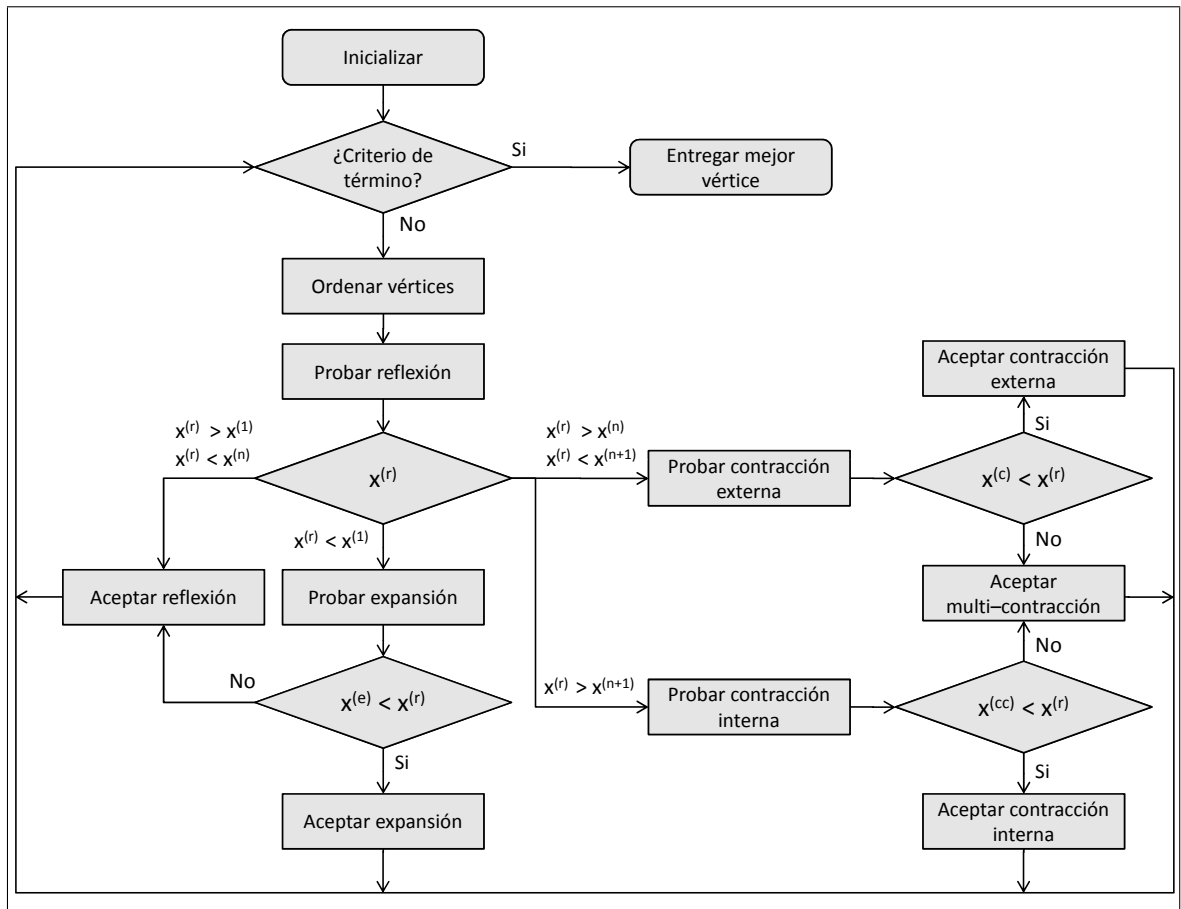 Inicializar
¿Criterio de
término?
Si
Entregar mejor
vértice
No
Ordenar vértices
Probar reflexión
Aceptar contracción
externa
x^(r) > x^(1)
x^(r) < x^(n)
x^(r)
x^(r) > x^(n)
x^(r) < x^(n+1)
Probar contracción
externa
Si
x^(c) < x^(r)
No
x^(r) < x^(1)
Aceptar reflexión
Probar expansión
Aceptar
multi–contracción
No
No
x^(e) < x^(r)
x^(r) > x^(n+1)
Probar contracción
interna
x^(cc) < x^(r)
Si
Si
Aceptar expansión
Aceptar contracción
interna